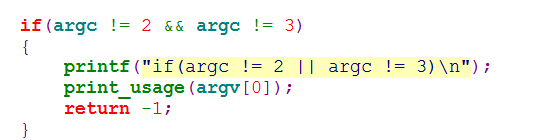 if(argc != 2 && argc != 3)
{
    printf("if(argc != 2 || argc != 3)\n");
    print_usage(argv[0]);
    return -1;
}